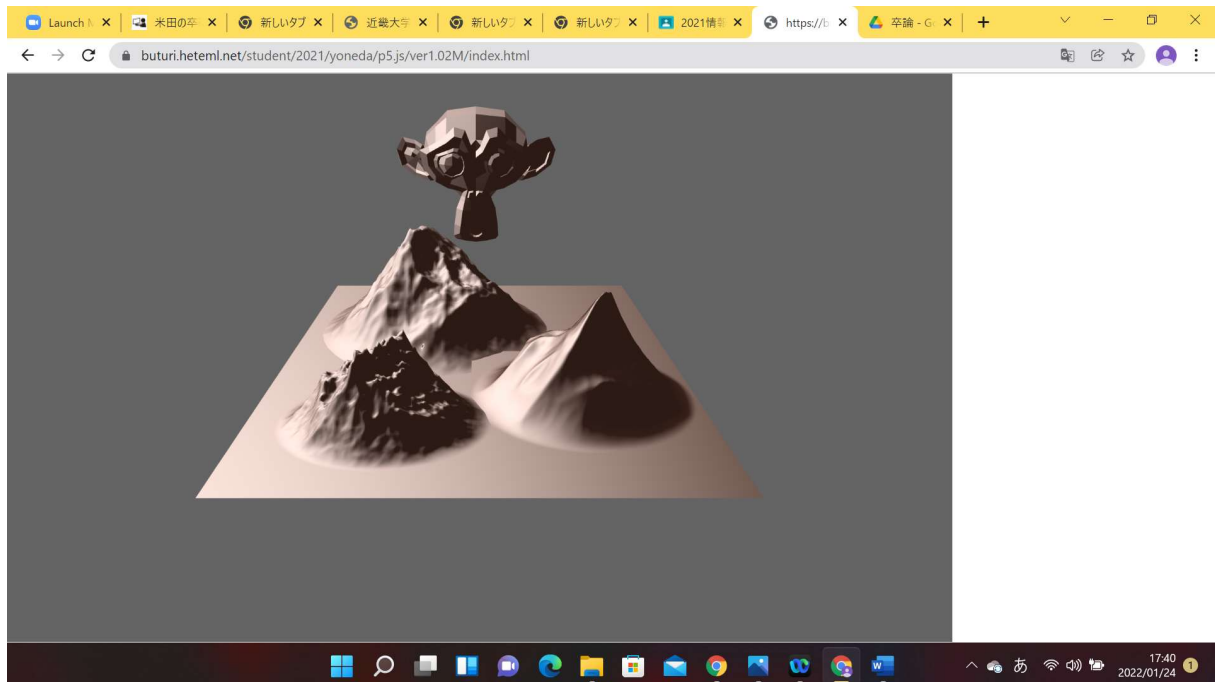 Launch M
米田の卒
新しいタブ
近畿大学
新しいタブ
新しいタブ
2021情報
https://b
卒論 - Go
buturi.heteml.net/student/2021/yoneda/p5.js/ver1.02M/index.html
あ
17:40
2022/01/24
1